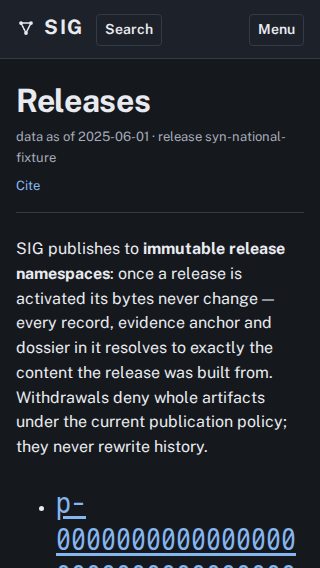 SIG
Search
Menu
Releases
data as of 2025-06-01 · release syn-national-
fixture
Cite
SIG publishes to immutable release
namespaces: once a release is
activated its bytes never change —
every record, evidence anchor and
dossier in it resolves to exactly the
content the release was built from.
Withdrawals deny whole artifacts
under the current publication policy;
they never rewrite history.
p-
0000000000000000